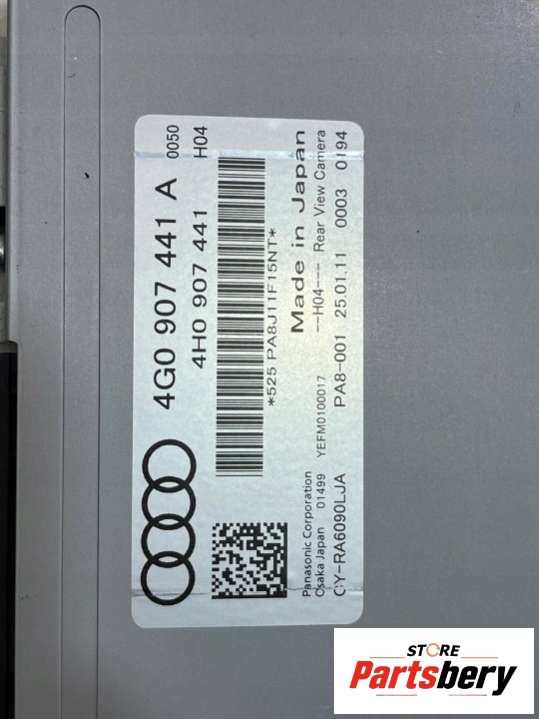 4G0 907 441 A 0050
4H0 907 441 H04
*525 PA8J11F15NT*
Made in Japan
Panasonic Corporation
Osaka Japan 01499 YEFM0100017 --H04--- Rear View Camera
CY-RA6090LJA PA8-001 25.01.11 0003 0194
STORE
Partsbery